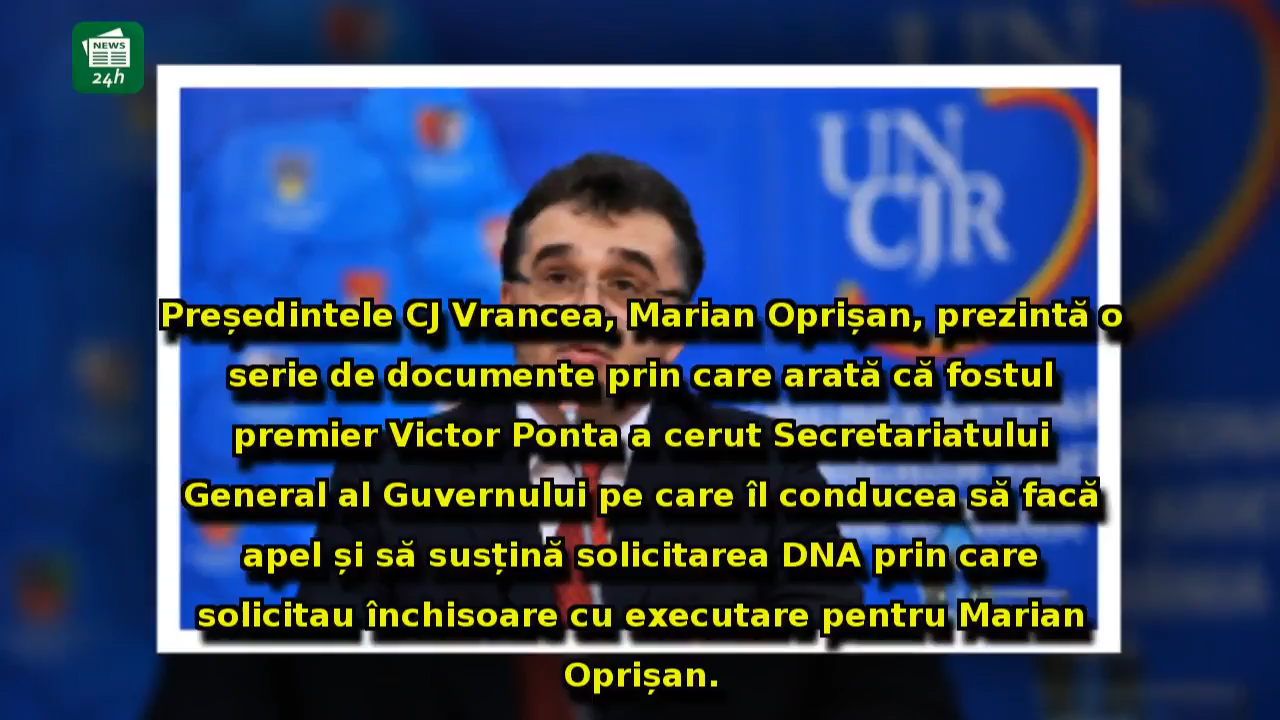 NEWS
24h
UN
CJR
Președintele CJ Vrancea, Marian Oprișan, prezintă o
serie de documente prin care arată că fostul
premier Victor Ponta a cerut Secretariatului
General al Guvernului pe care îl conducea să facă
apel și să susțină solicitarea DNA prin care
solicitau închisoare cu executare pentru Marian
Oprișan.